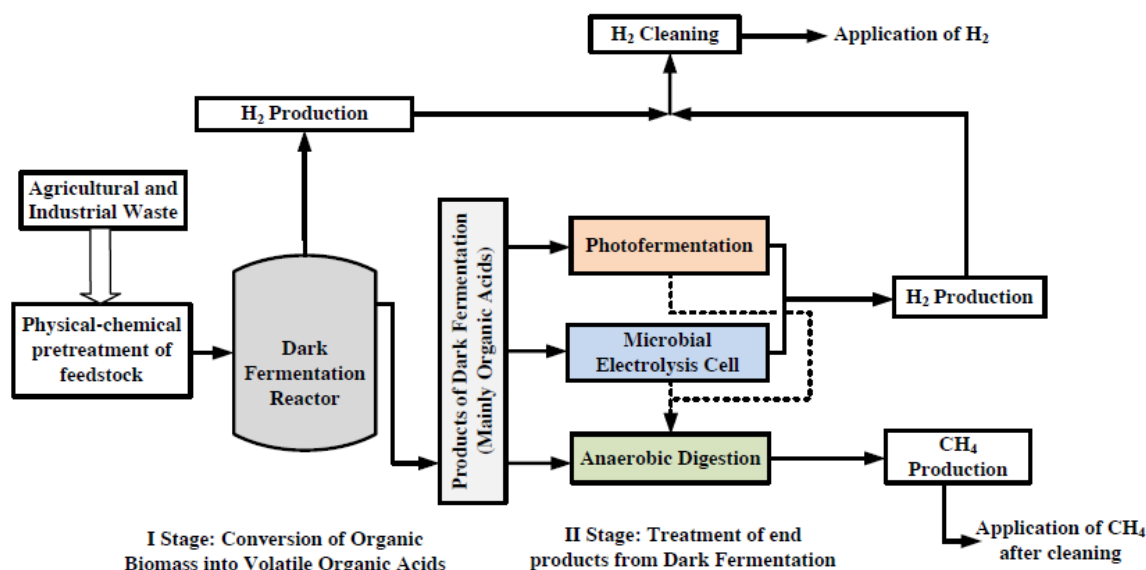 H₂ Cleaning
Application of H₂
H₂ Production
Agricultural and
Industrial Waste
Physical-chemical
pretreatment of
feedstock
Dark
Fermentation
Reactor
Products of Dark Fermentation
(Mainly Organic Acids)
Photofermentation
Microbial
Electrolysis Cell
Anaerobic Digestion
H₂ Production
CH₄
Production
Application of CH₄
after cleaning
I Stage: Conversion of Organic
Biomass into Volatile Organic Acids
II Stage: Treatment of end
products from Dark Fermentation